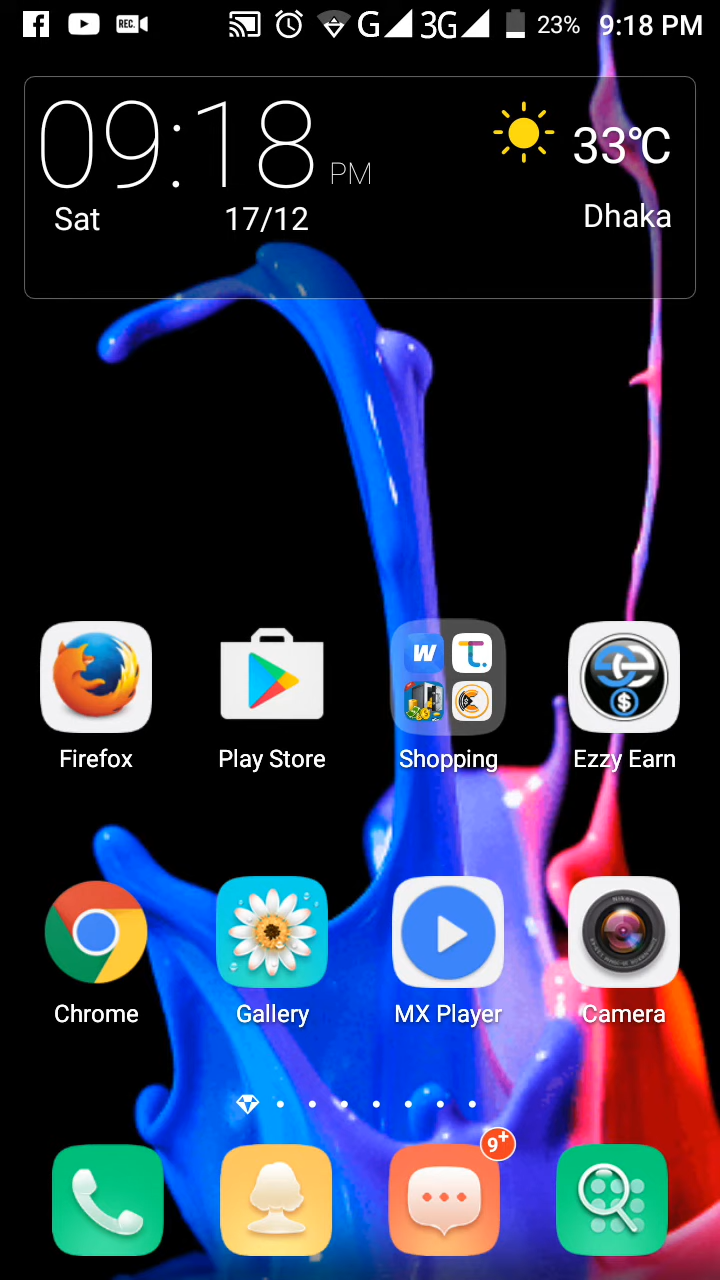 REC. G 3G 23% 9:18 PM
09:18 PM
33°C
Sat 17/12 Dhaka
Firefox Play Store Shopping Ezzy Earn
Chrome Gallery MX Player Camera
9+